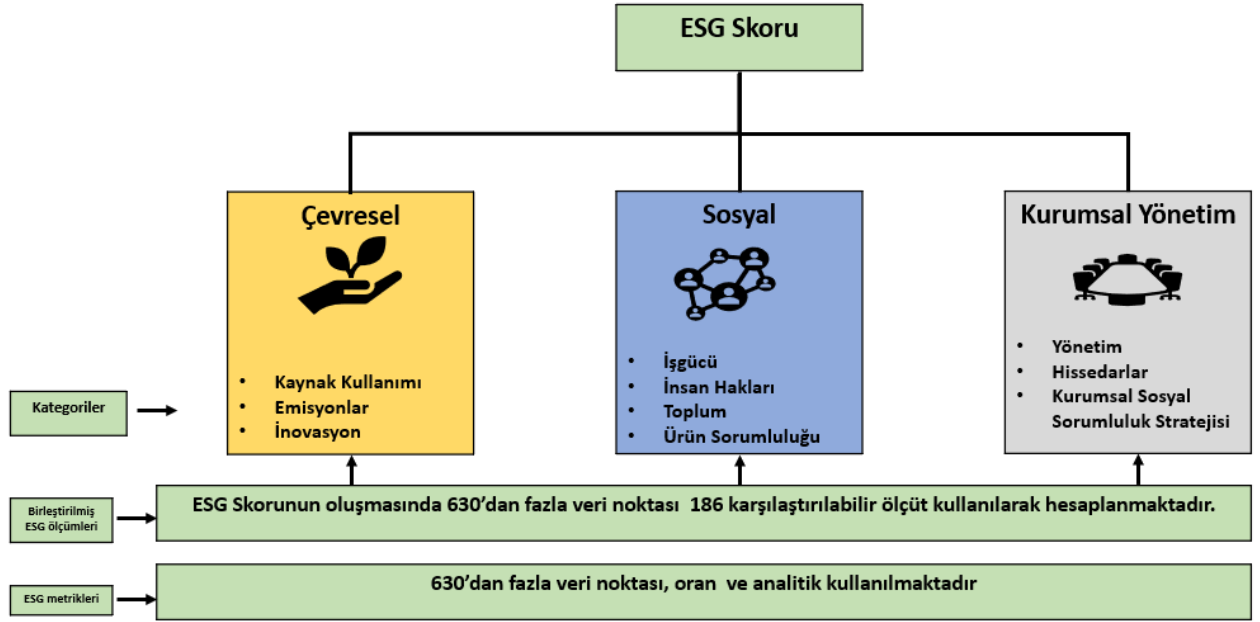 ESG Skoru
Çevresel
• Kaynak Kullanımı
• Emisyonlar
• İnovasyon
Sosyal
• İşgücü
• İnsan Hakları
• Toplum
• Ürün Sorumluluğu
Kurumsal Yönetim
• Yönetim
• Hissedarlar
• Kurumsal Sosyal
Sorumluluk Stratejisi
Kategoriler
Birleştirilmiş
ESG ölçümleri
ESG Skorunun oluşmasında 630’dan fazla veri noktası 186 karşılaştırılabilir ölçüt kullanılarak hesaplanmaktadır.
ESG metrikleri
630’dan fazla veri noktası, oran ve analitik kullanılmaktadır